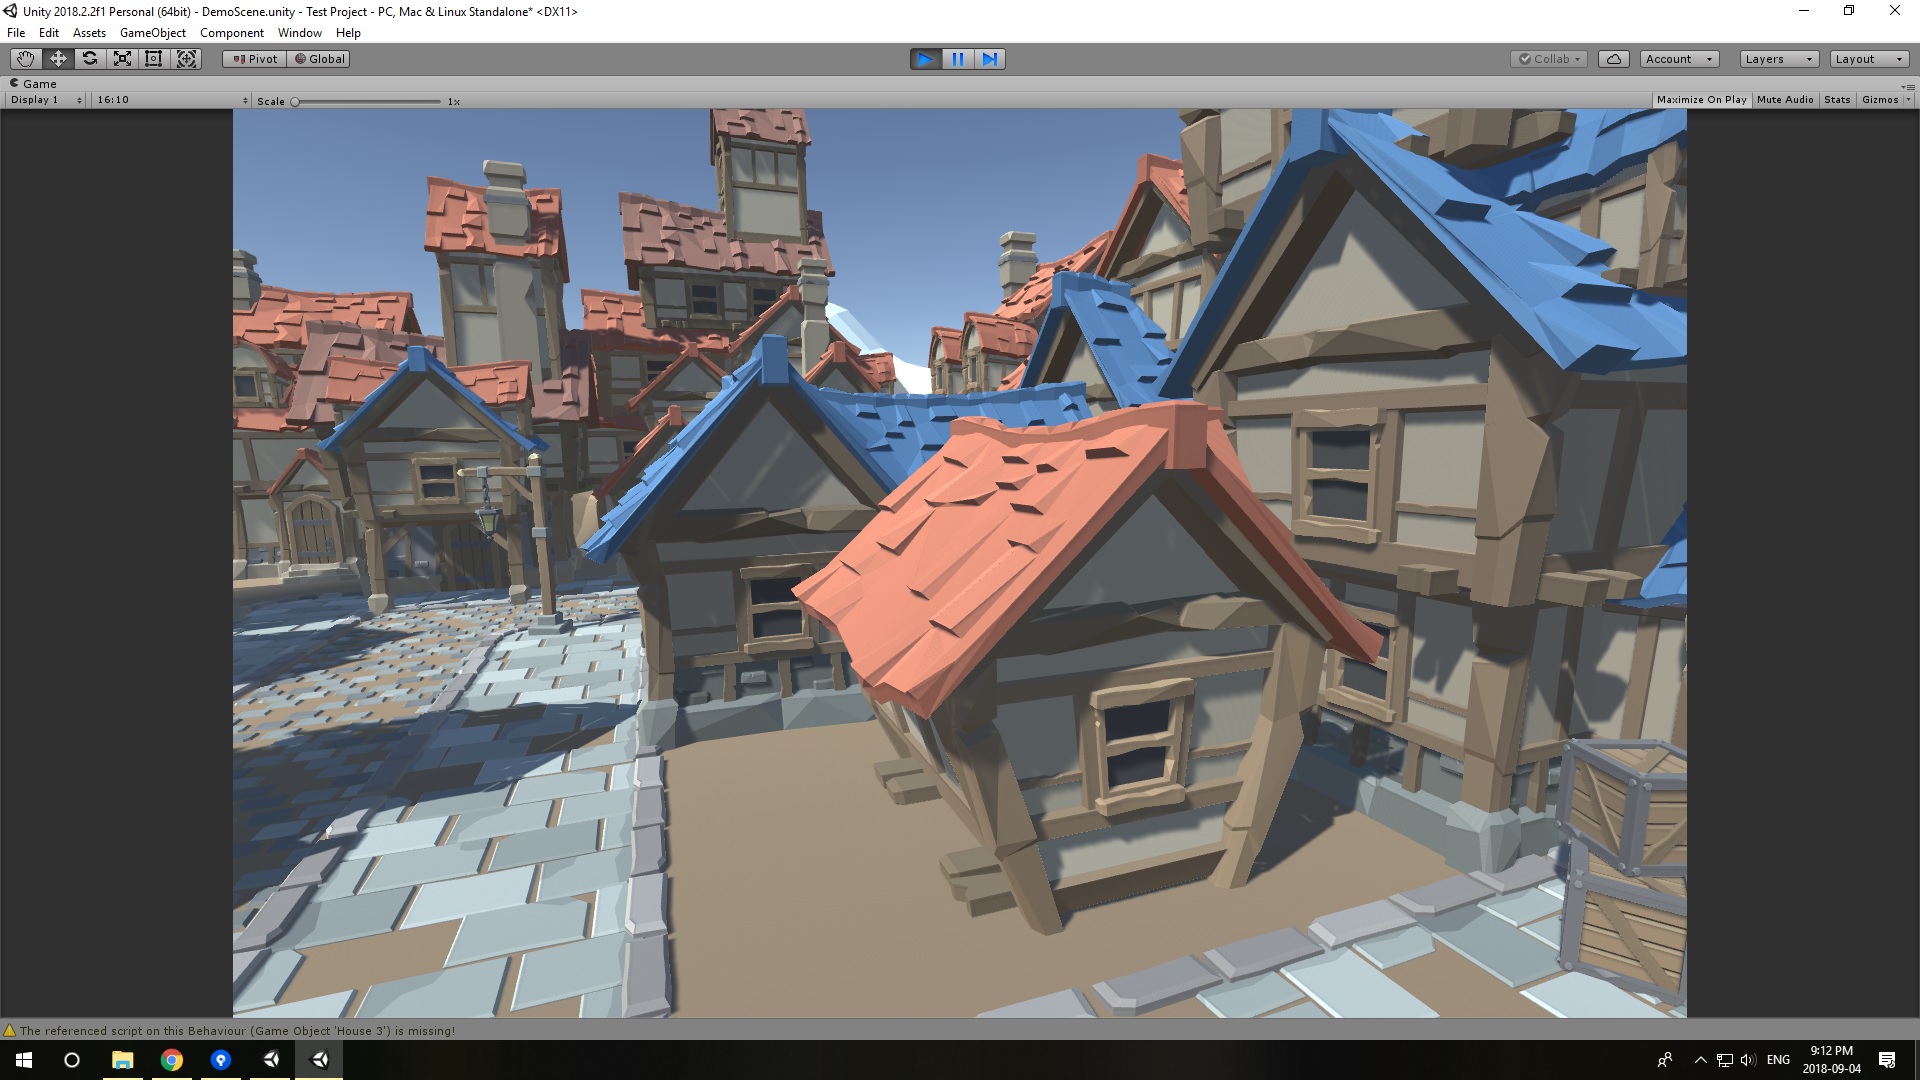 Unity 2018.2.2f1 Personal (64bit) - DemoScene.unity - Test Project - PC, Mac & Linux Standalone* <DX11>
File Edit Assets GameObject Component Window Help
Pivot Global Collab Account Layers Layout
Game
Display 1 16:10 Scale 1x Maximize On Play Mute Audio Stats Gizmos
The referenced script on this Behaviour (Game Object 'House 3') is missing!
ENG
9:12 PM
2018-09-04